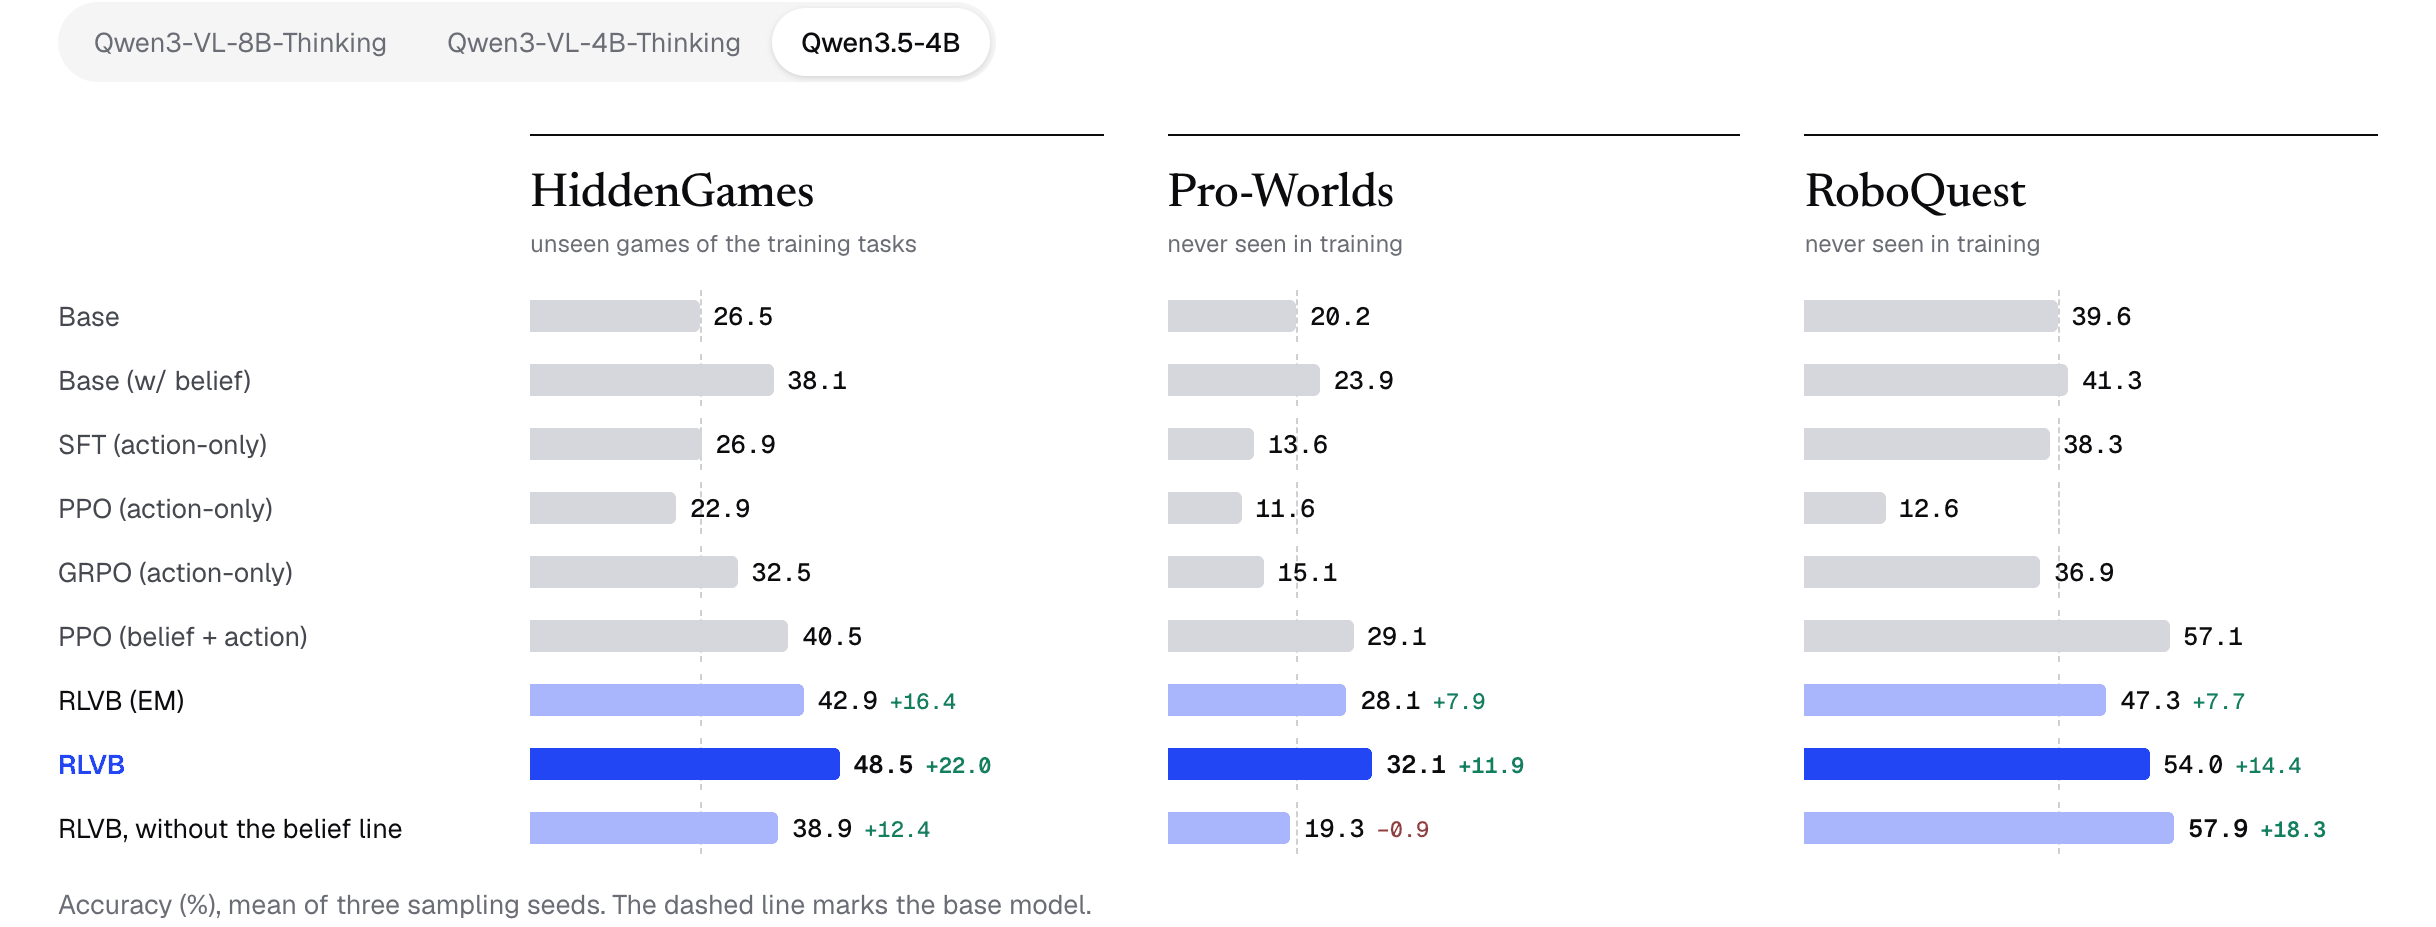 Qwen3-VL-8B-Thinking Qwen3-VL-4B-Thinking Qwen3.5-4B
HiddenGames Pro-Worlds RoboQuest
unseen games of the training tasks never seen in training never seen in training
Base 26.5 20.2 39.6
Base (w/ belief) 38.1 23.9 41.3
SFT (action-only) 26.9 13.6 38.3
PPO (action-only) 22.9 11.6 12.6
GRPO (action-only) 32.5 15.1 36.9
PPO (belief + action) 40.5 29.1 57.1
RLVB (EM) 42.9 +16.4 28.1 +7.9 47.3 +7.7
RLVB 48.5 +22.0 32.1 +11.9 54.0 +14.4
RLVB, without the belief line 38.9 +12.4 19.3 −0.9 57.9 +18.3
Accuracy (%), mean of three sampling seeds. The dashed line marks the base model.